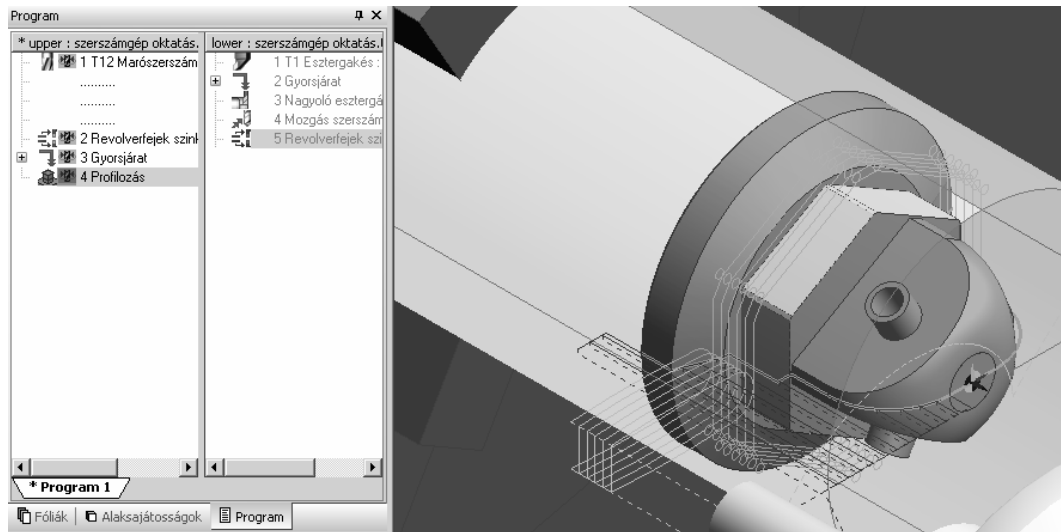 Program
* upper : szerszámgép oktatás.
1 T12 Marószerszám
............
............
............
2 Revolverfejek szink
3 Gyorsjárat
4 Profilozás
lower : szerszámgép oktatás.
1 T1 Esztergakés :
2 Gyorsjárat
3 Nagyoló esztergá
4 Mozgás szerszám
5 Revolverfejek szi
* Program 1
Fóliák
Alaksajátosságok
Program